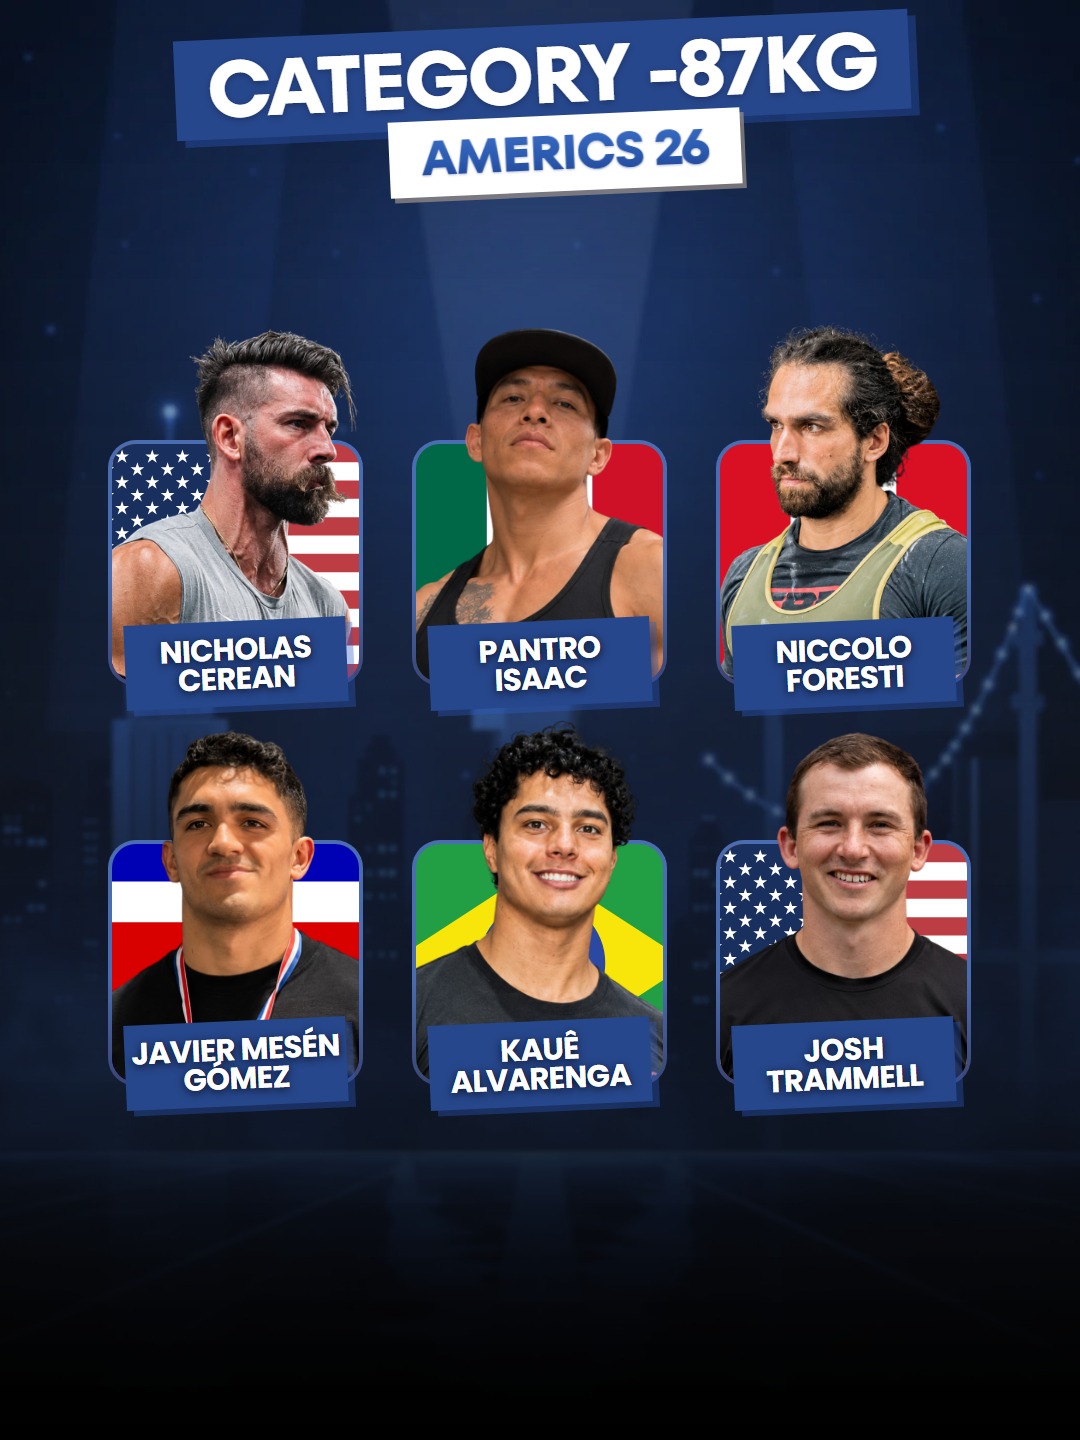 CATEGORY -87KG
AMERICS 26
NICHOLAS
CEREAN
PANTRO
ISAAC
NICCOLO
FORESTI
JAVIER MESÉN
GÓMEZ
KAUÊ
ALVARENGA
JOSH
TRAMMELL